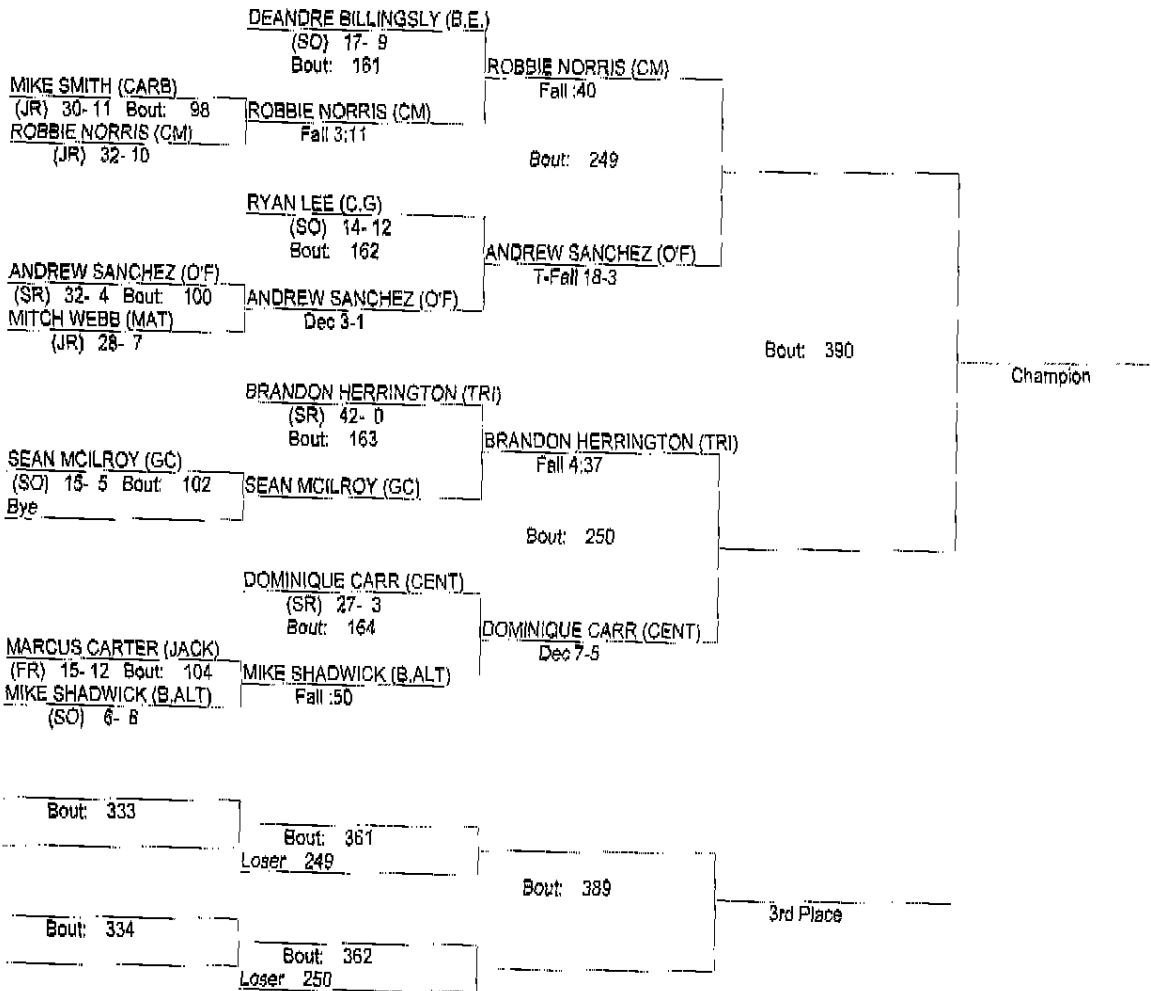 DEANDRE BILLINGSLY (B.E.)
(SO) 17- 9
Bout: 161
ROBBIE NORRIS (CM)
Fall :40
MIKE SMITH (CARB)
(JR) 30- 11 Bout: 98
ROBBIE NORRIS (CM)
Fall 3:11
ROBBIE NORRIS (CM)
(JR) 32- 10
Bout: 249
RYAN LEE (C.G)
(SO) 14- 12
Bout: 162
ANDREW SANCHEZ (O'F)
T-Fall 18-3
ANDREW SANCHEZ (O'F)
(SR) 32- 4 Bout: 100
ANDREW SANCHEZ (O'F)
Dec 3-1
MITCH WEBB (MAT)
(JR) 28- 7
Bout: 390
Champion
BRANDON HERRINGTON (TRI)
(SR) 42- 0
Bout: 163
BRANDON HERRINGTON (TRI)
Fall 4:37
SEAN MCILROY (GC)
(SO) 15- 5 Bout: 102
SEAN MCILROY (GC)
Bye
Bout: 250
DOMINIQUE CARR (CENT)
(SR) 27- 3
Bout: 164
DOMINIQUE CARR (CENT)
Dec 7-5
MARCUS CARTER (JACK)
(FR) 15- 12 Bout: 104
MIKE SHADWICK (B.ALT)
Fall :50
MIKE SHADWICK (B.ALT)
(SO) 6-
Bout: 333
Bout: 361
Loser 249
Bout: 389
3rd Place
Bout: 334
Bout: 362
Loser 250